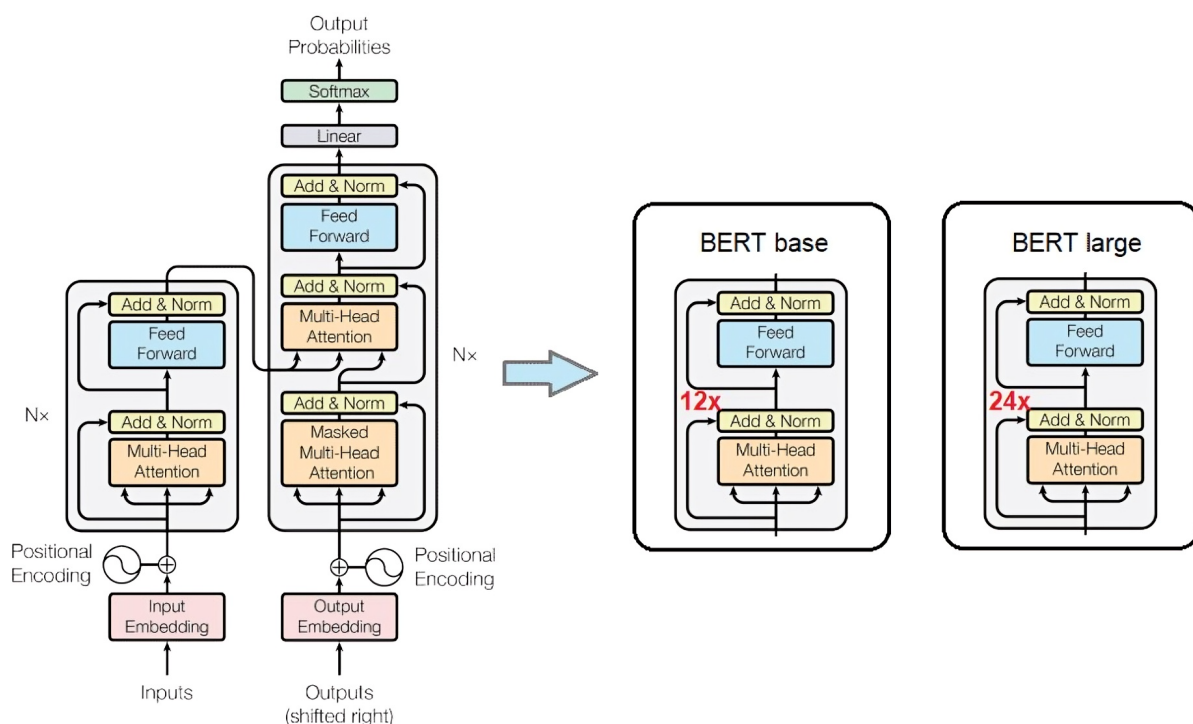 Output
Probabilities
Softmax
Linear
Add & Norm
Feed
Forward
Add & Norm
Multi-Head
Attention
Add & Norm
Masked
Multi-Head
Attention
Nx
Positional
Encoding
Output
Embedding
Outputs
(shifted right)
Add & Norm
Feed
Forward
Add & Norm
Multi-Head
Attention
Nx
Positional
Encoding
Input
Embedding
Inputs
BERT base
Add & Norm
Feed
Forward
12x
Add & Norm
Multi-Head
Attention
BERT large
Add & Norm
Feed
Forward
24x
Add & Norm
Multi-Head
Attention